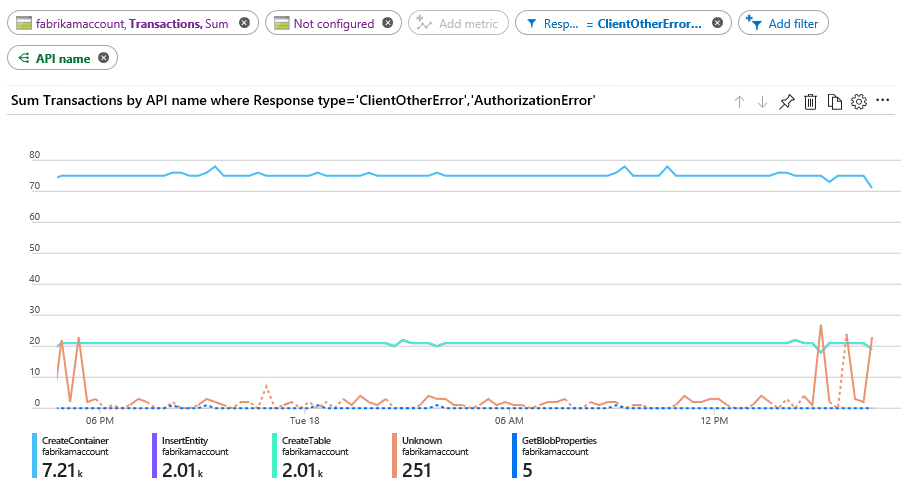 fabrikamaccount, Transactions, Sum
Not configured
Add metric
Resp... = ClientOtherError...
Add filter
API name
Sum Transactions by API name where Response type='ClientOtherError','AuthorizationError'
80
70
60
50
40
30
20
10
0
06 PM Tue 18 06 AM 12 PM
CreateContainer InsertEntity CreateTable Unknown GetBlobProperties
fabrikamaccount fabrikamaccount fabrikamaccount fabrikamaccount fabrikamaccount
7.21 k 2.01 k 2.01 k 251 5